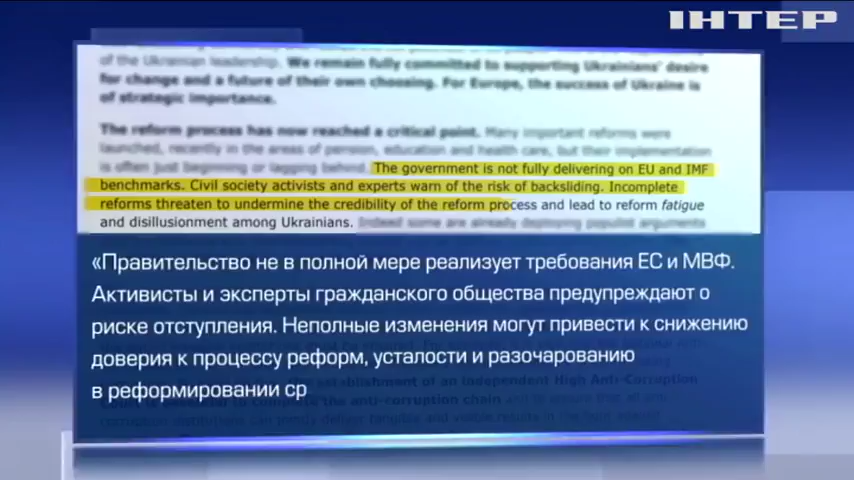 ІНТЕР
of the Ukrainian leadership. We remain fully committed to supporting Ukrainians' desire
for change and a future of their own choosing. For Europe, the success of Ukraine is
of strategic importance.
The reform process has now reached a critical point. Many important reforms were
launched, recently in the areas of pension, education and health care, but their implementation
is often just beginning or lagging behind. The government is not fully delivering on EU and IMF
benchmarks. Civil society activists and experts warn of the risk of backsliding. Incomplete
reforms threaten to undermine the credibility of the reform process and lead to reform fatigue
and disillusionment among Ukrainians. Indeed some are already deploying populist arguments
«Правительство не в полной мере реализует требования ЕС и МВФ.
Активисты и эксперты гражданского общества предупреждают о
риске отступления. Неполные изменения могут привести к снижению
доверия к процессу реформ, усталости и разочарованию
establishment of an independent High Anti-Corruption
в реформировании ср
anti-corruption chain